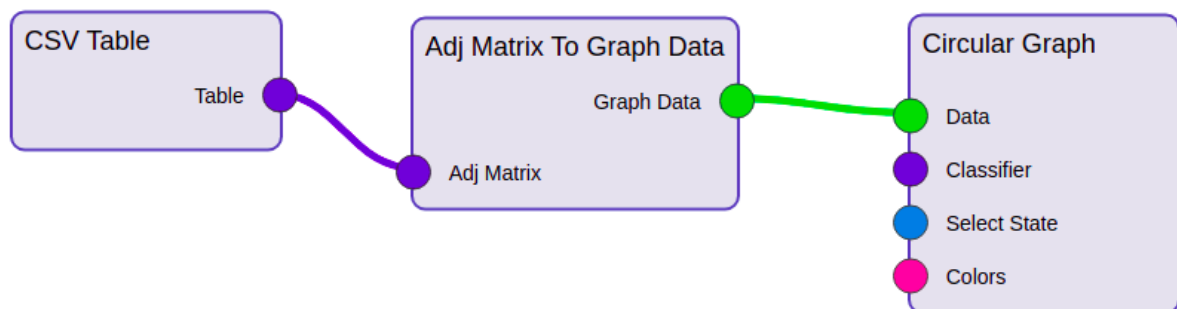 CSV Table
Table
Adj Matrix To Graph Data
Graph Data
Adj Matrix
Circular Graph
Data
Classifier
Select State
Colors